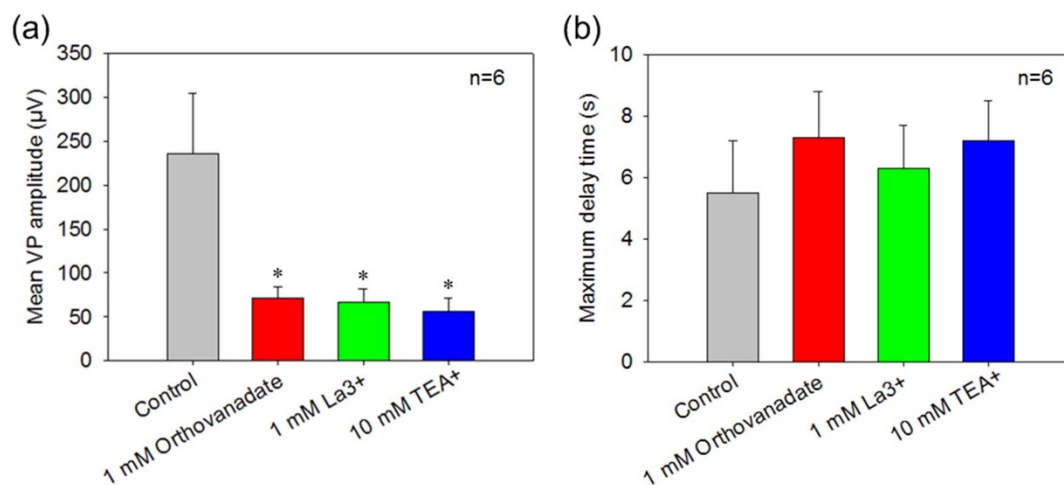 (a)
Mean VP amplitude (µV)
350
300
250
200
150
100
50
0
n=6
*
*
*
Control
1 mM Orthovanadate
1 mM La3+
10 mM TEA+
(b)
Maximum delay time (s)
10
8
6
4
2
0
n=6
Control
1 mM Orthovanadate
1 mM La3+
10 mM TEA+